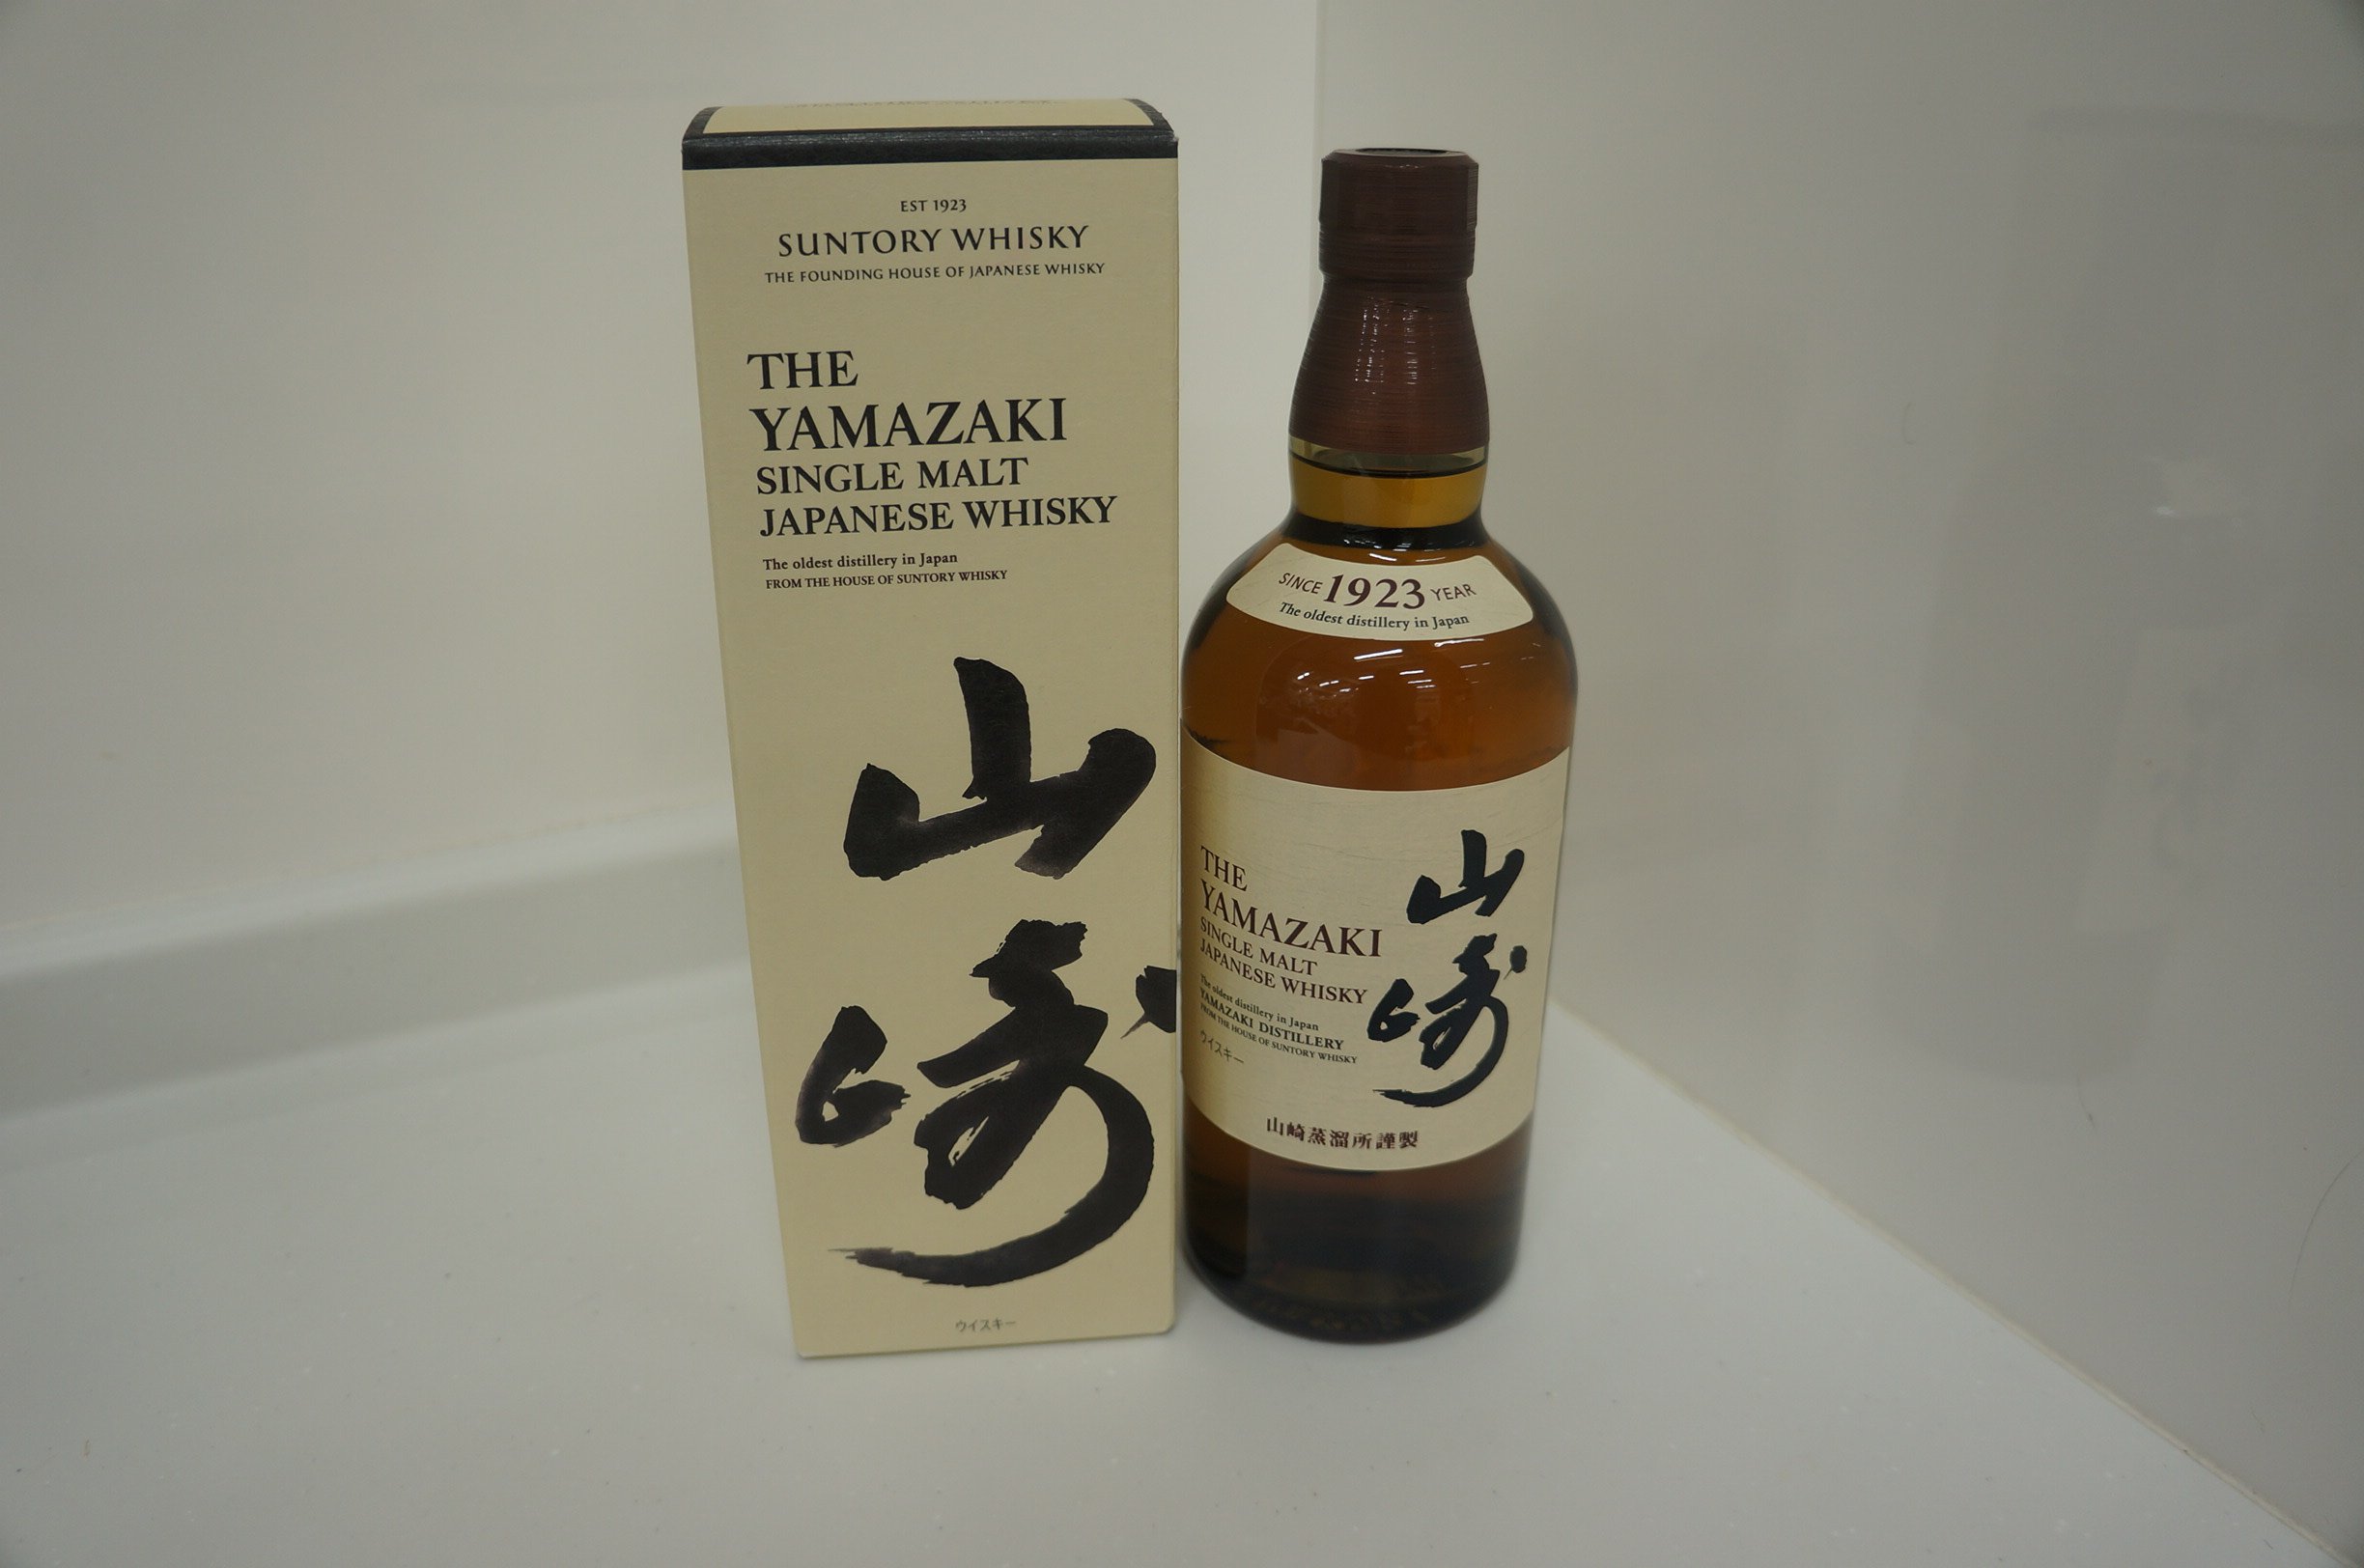 EST 1923
SUNTORY WHISKY
THE FOUNDING HOUSE OF JAPANESE WHISKY
THE
YAMAZAKI
SINGLE MALT
JAPANESE WHISKY
The oldest distillery in Japan
FROM THE HOUSE OF SUNTORY WHISKY
山
崎
ウイスキー
SINCE 1923 YEAR
The oldest distillery in Japan
THE
YAMAZAKI
SINGLE MALT
JAPANESE WHISKY
The oldest distillery in Japan
YAMAZAKI DISTILLERY
FROM THE HOUSE OF SUNTORY WHISKY
ウイスキー
山
崎
山崎蒸溜所謹製